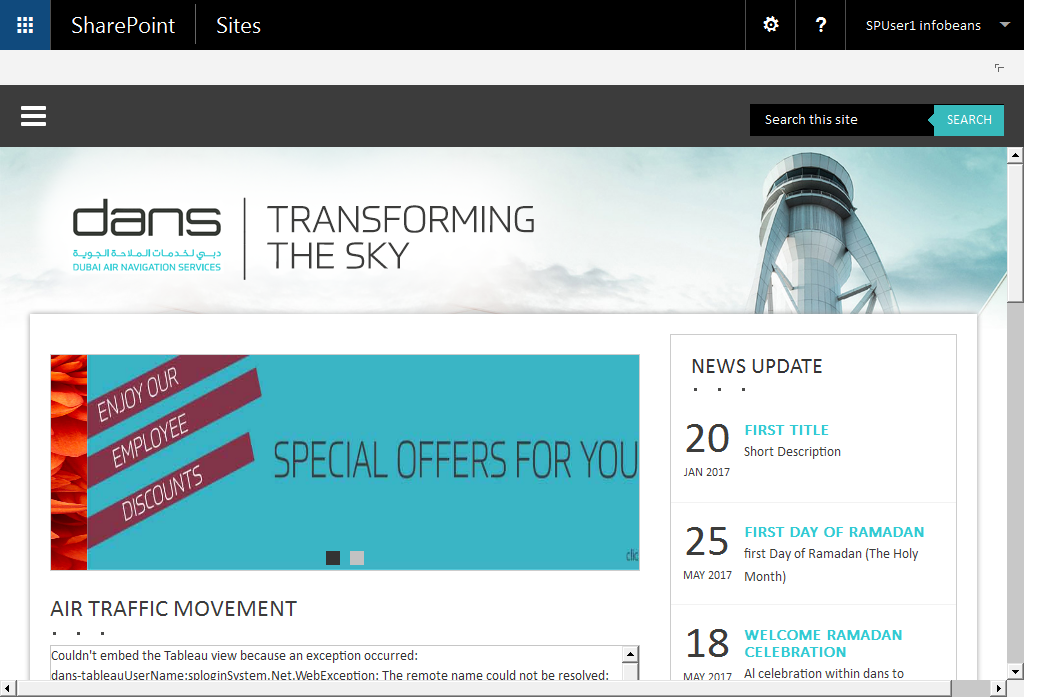 SharePoint
Sites
?
SPUser1 infobeans
Search this site
SEARCH
dans
دبـي لخدمات الملاحة الجوية
DUBAI AIR NAVIGATION SERVICES
TRANSFORMING
THE SKY
ENJOY OUR
EMPLOYEE
DISCOUNTS
SPECIAL OFFERS FOR YOU
clic
AIR TRAFFIC MOVEMENT
Couldn't embed the Tableau view because an exception occurred:
dans-tableauUserName:sploginSystem.Net.WebException: The remote name could not be resolved:
NEWS UPDATE
20
JAN 2017
FIRST TITLE
Short Description
25
MAY 2017
FIRST DAY OF RAMADAN
first Day of Ramadan (The Holy
Month)
18
MAY 2017
WELCOME RAMADAN
CELEBRATION
Al celebration within dans to